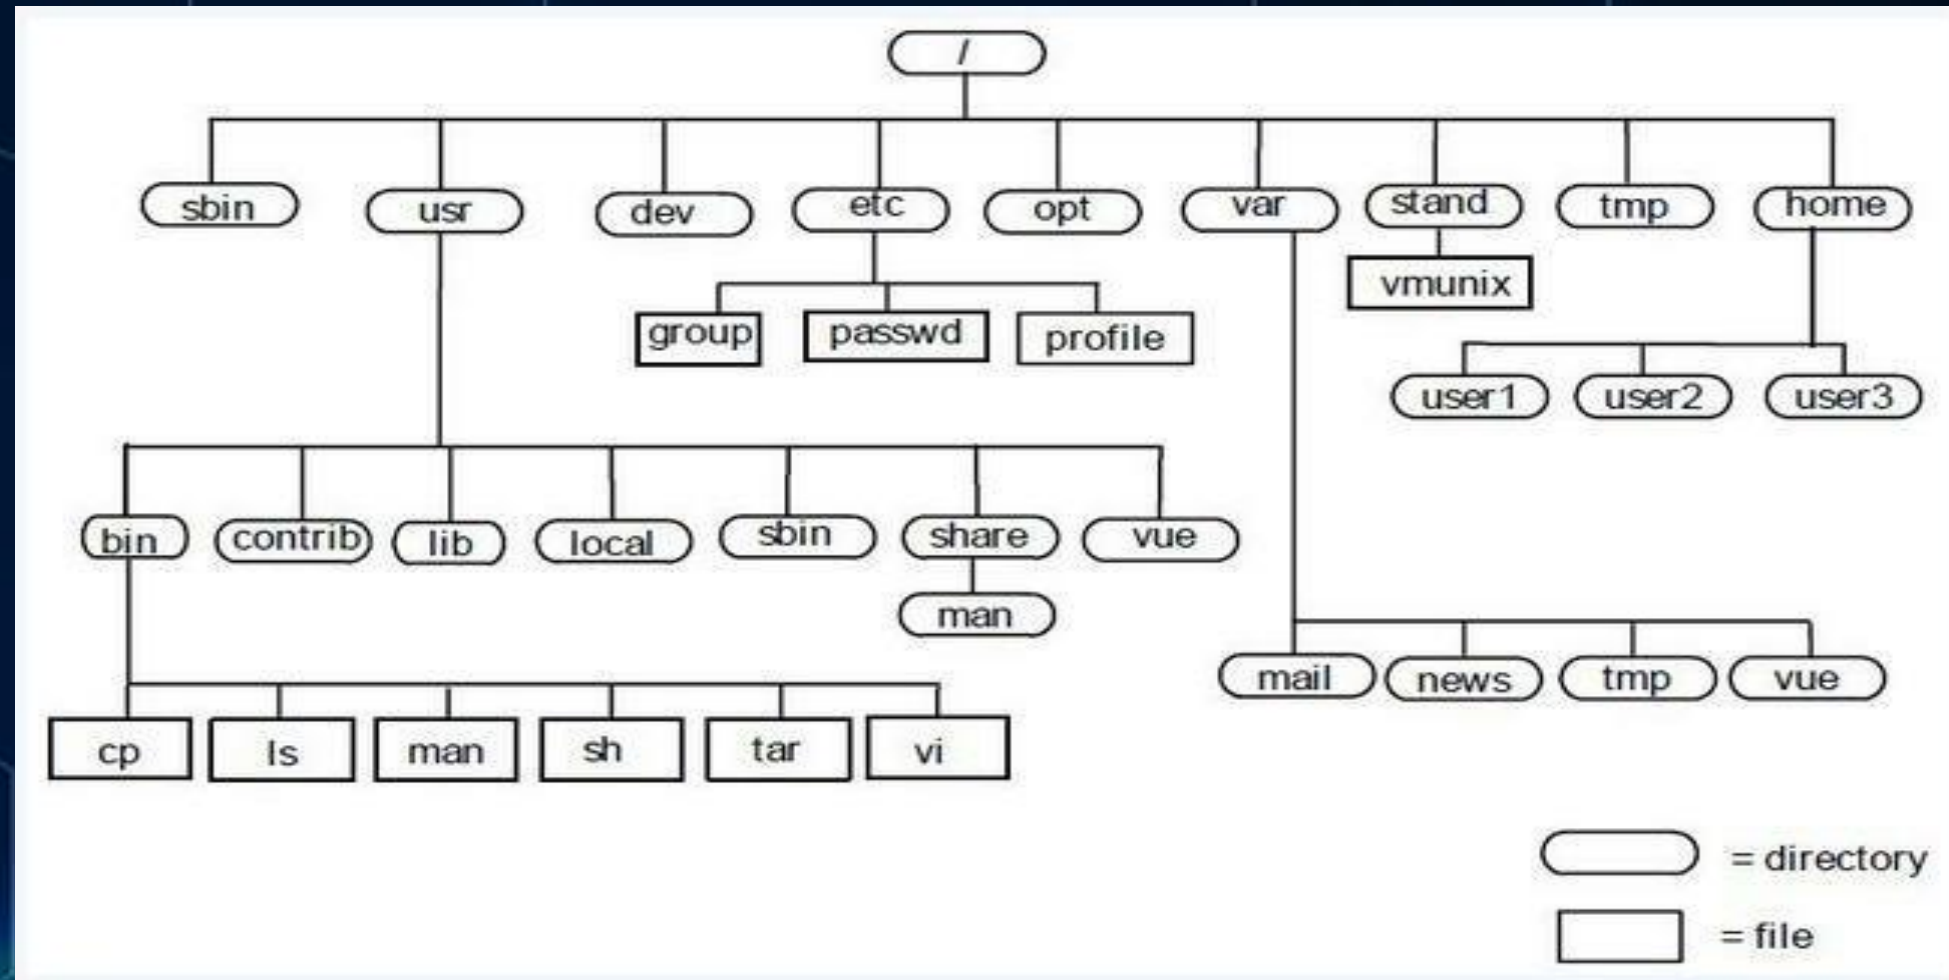 /
sbin usr dev etc opt var stand tmp home
vmunix
group passwd profile
user1 user2 user3
bin contrib lib local sbin share vue
man
mail news tmp vue
cp ls man sh tar vi
= directory
= file